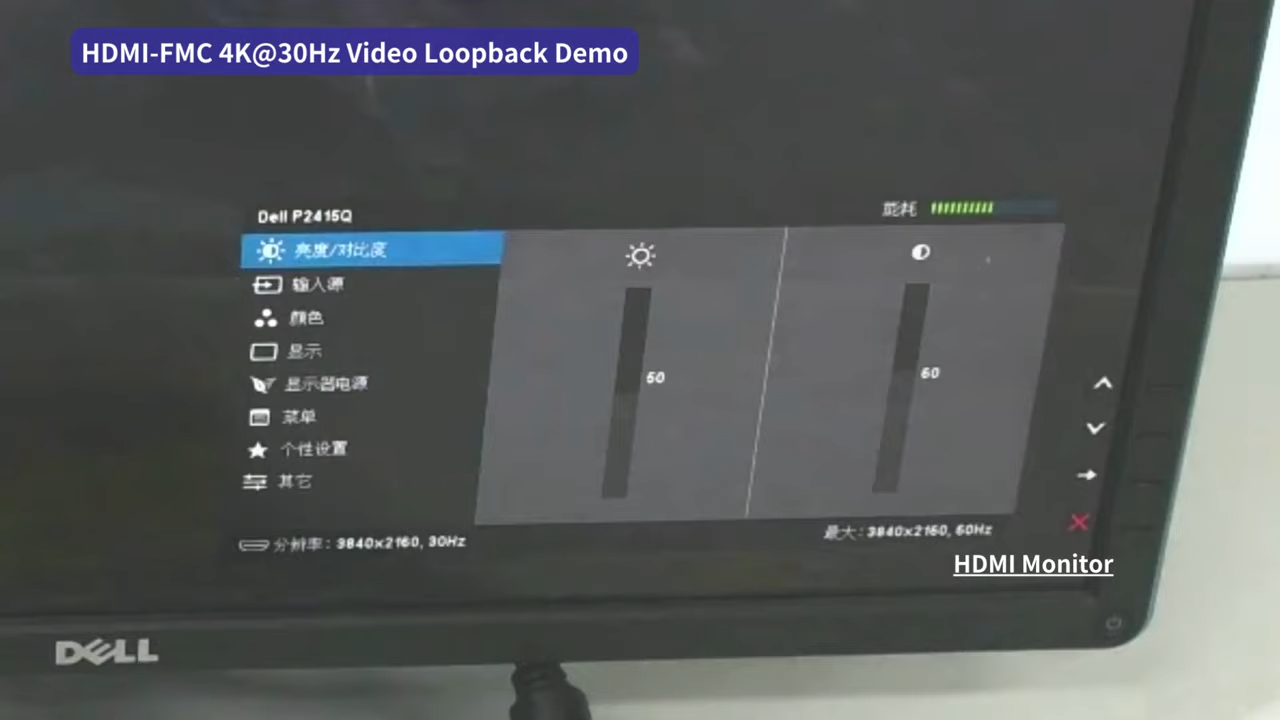 HDMI-FMC 4K@30Hz Video Loopback Demo
Dell P2415Q
能耗
亮度/对比度
输入源
颜色
显示
显示器电源
菜单
个性设置
其它
50
60
分辨率: 3840x2160, 30Hz
最大: 3840x2160, 60Hz
HDMI Monitor
DELL